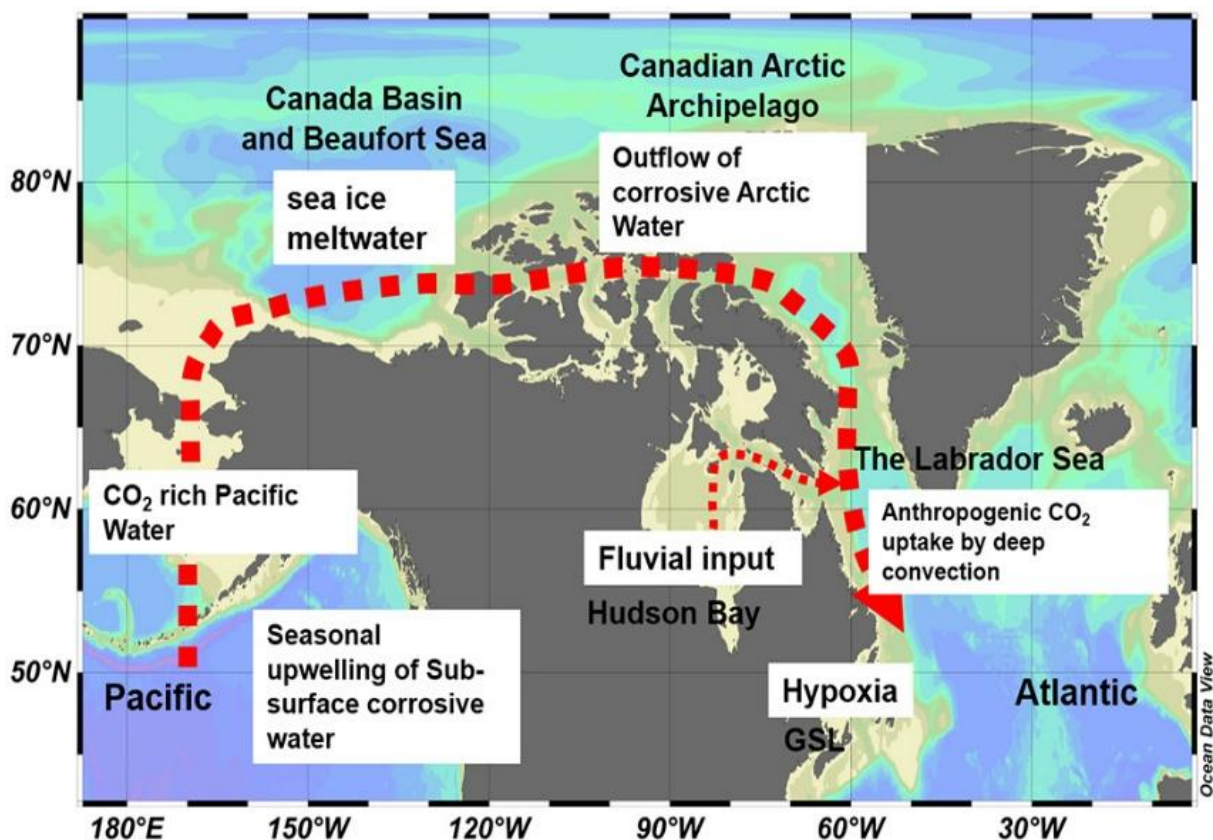 Canada Basin
and Beaufort Sea
sea ice
meltwater
Canadian Arctic
Archipelago
Outflow of
corrosive Arctic
Water
80°N
70°N
60°N
50°N
CO₂ rich Pacific
Water
Seasonal
upwelling of Sub-
surface corrosive
water
Pacific
Fluvial input
Hudson Bay
The Labrador Sea
Anthropogenic CO₂
uptake by deep
convection
Hypoxia
GSL
Atlantic
Ocean Data View
180°E
150°W
120°W
90°W
60°W
30°W